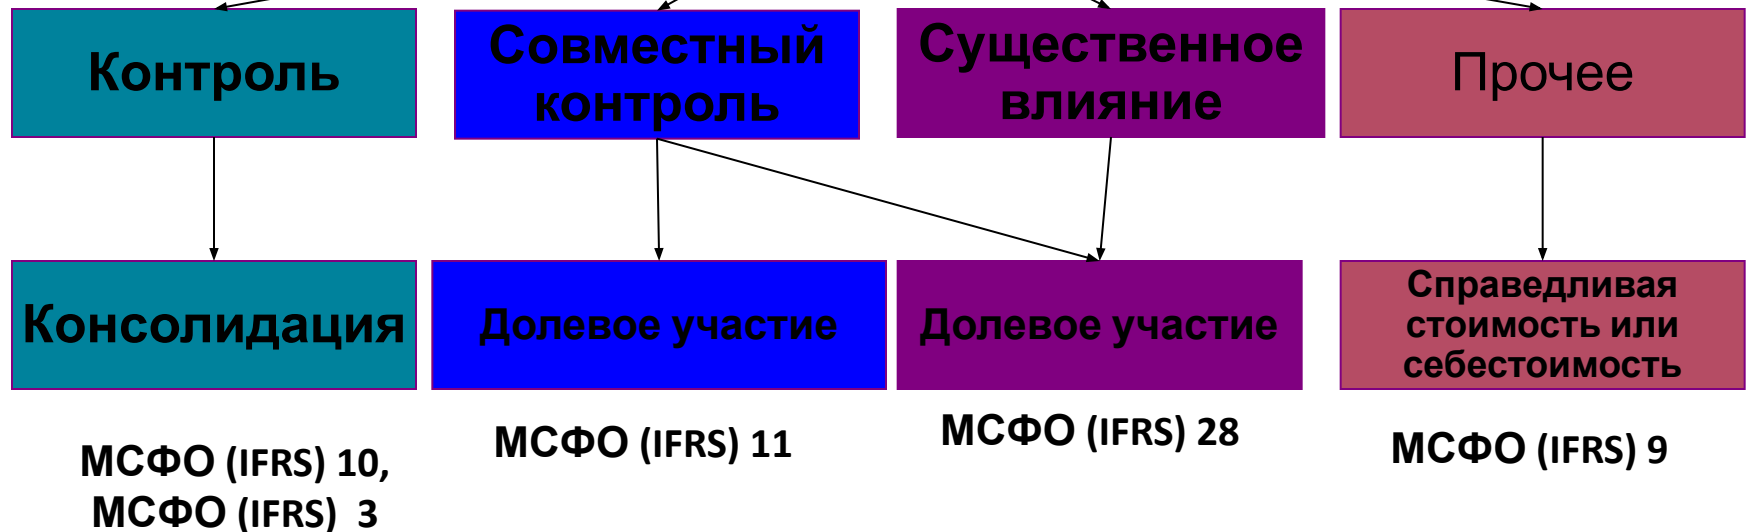 Контроль
Совместный
контроль
Существенное
влияние
Прочее
Консолидация
Долевое участие
Долевое участие
Справедливая
стоимость или
себестоимость
МСФО (IFRS) 10,
МСФО (IFRS) 3
МСФО (IFRS) 11
МСФО (IFRS) 28
МСФО (IFRS) 9